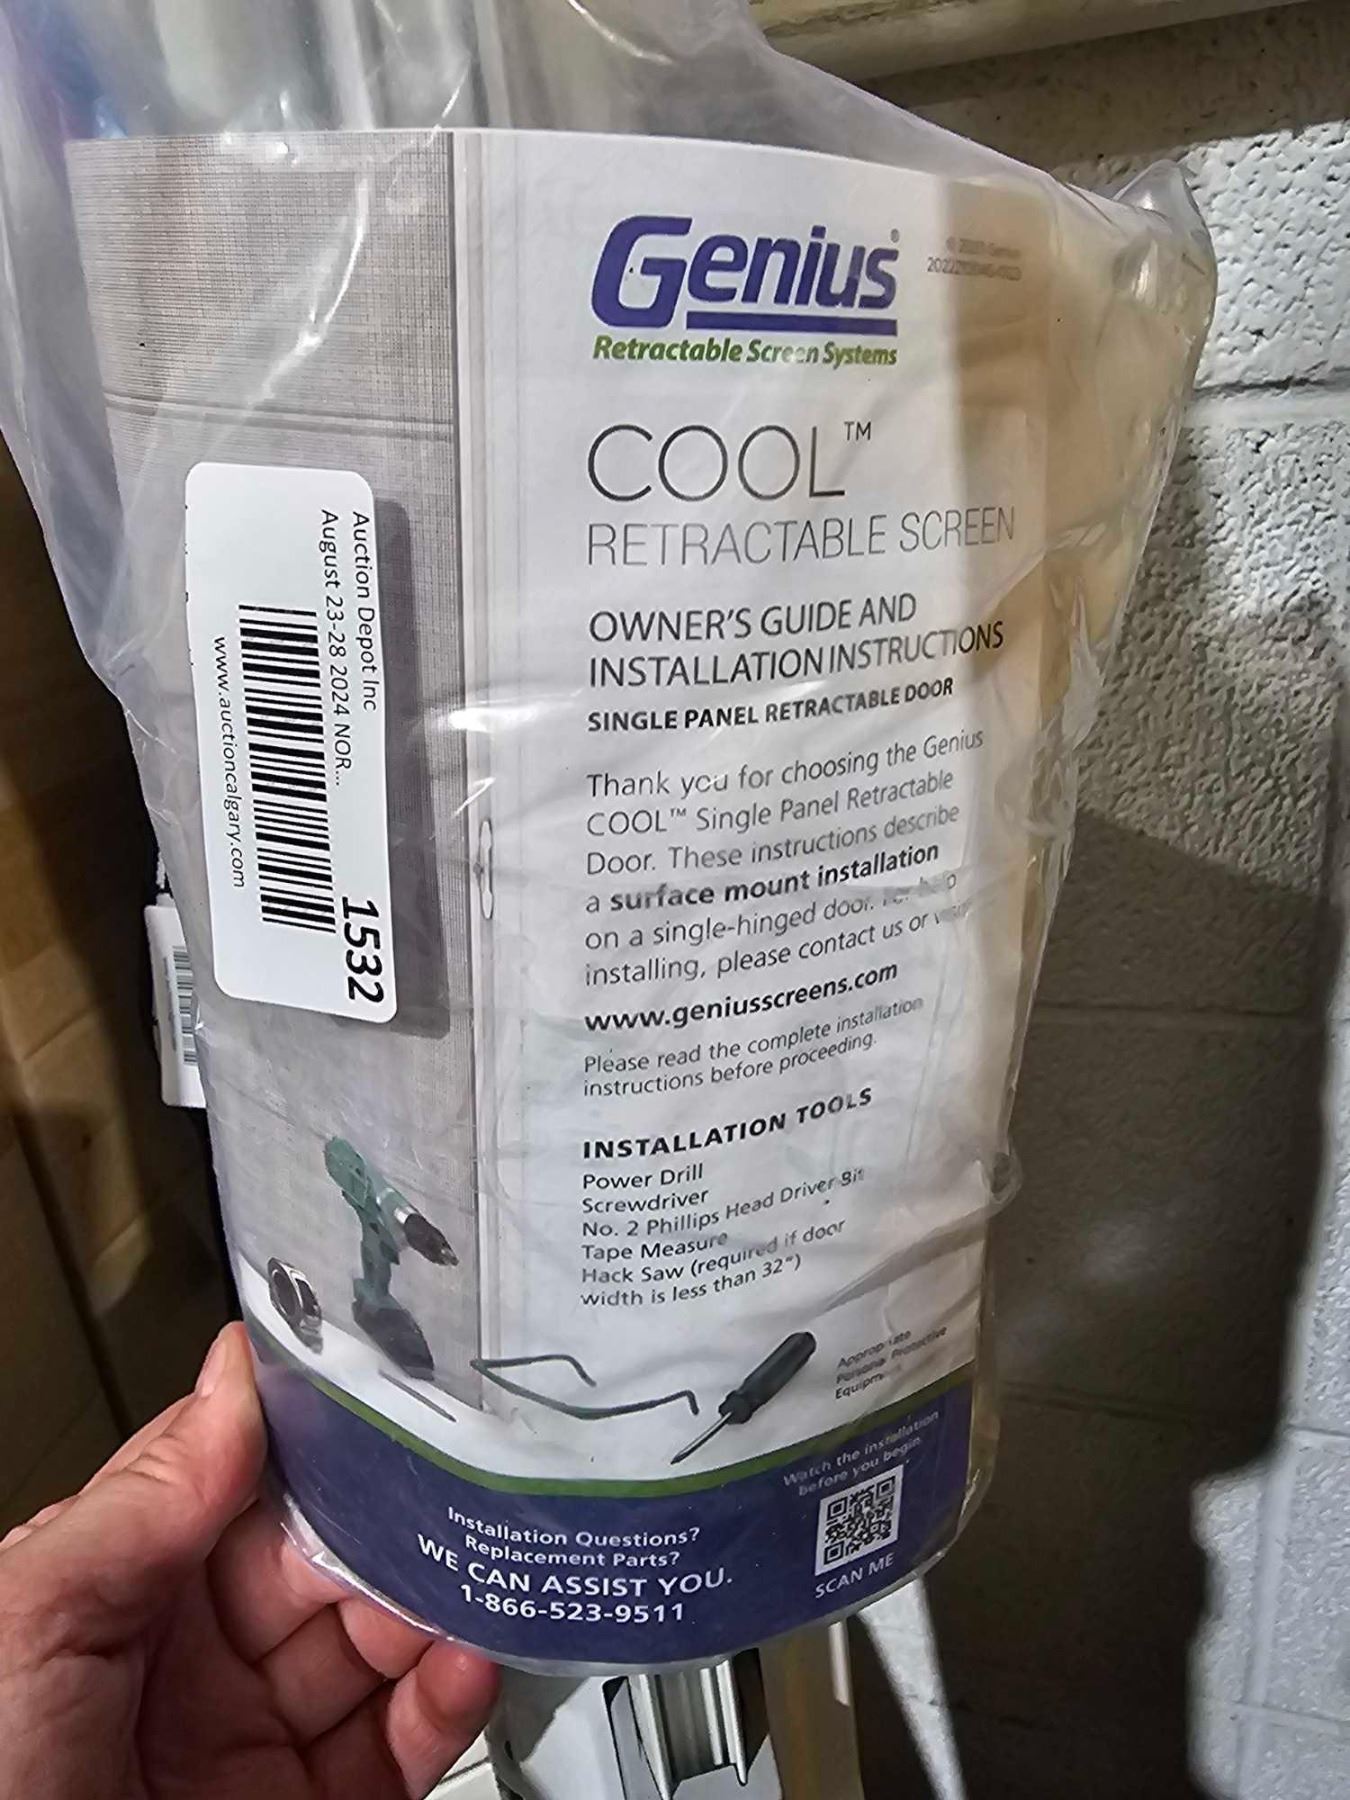 Genius®
Retractable Screen Systems
COOL™
RETRACTABLE SCREEN
OWNER'S GUIDE AND
INSTALLATION INSTRUCTIONS
SINGLE PANEL RETRACTABLE DOOR
Thank you for choosing the Genius
COOL™ Single Panel Retractable
Door. These instructions describe
a surface mount installation
on a single-hinged door.
installing, please contact us or
www.geniusscreens.com
Please read the complete installation
instructions before proceeding.
INSTALLATION TOOLS
Power Drill
Screwdriver
No. 2 Phillips Head Driver Bit
Tape Measure
Hack Saw (required if door
width is less than 32")
Appropriate
Personal Protective
Equipm
Watch the installation
before you begin.
SCAN ME
Installation Questions?
Replacement Parts?
WE CAN ASSIST YOU.
1-866-523-9511
Auction Depot Inc
August 23-28 2024 NOR...
1532
www.auctioncalgary.com